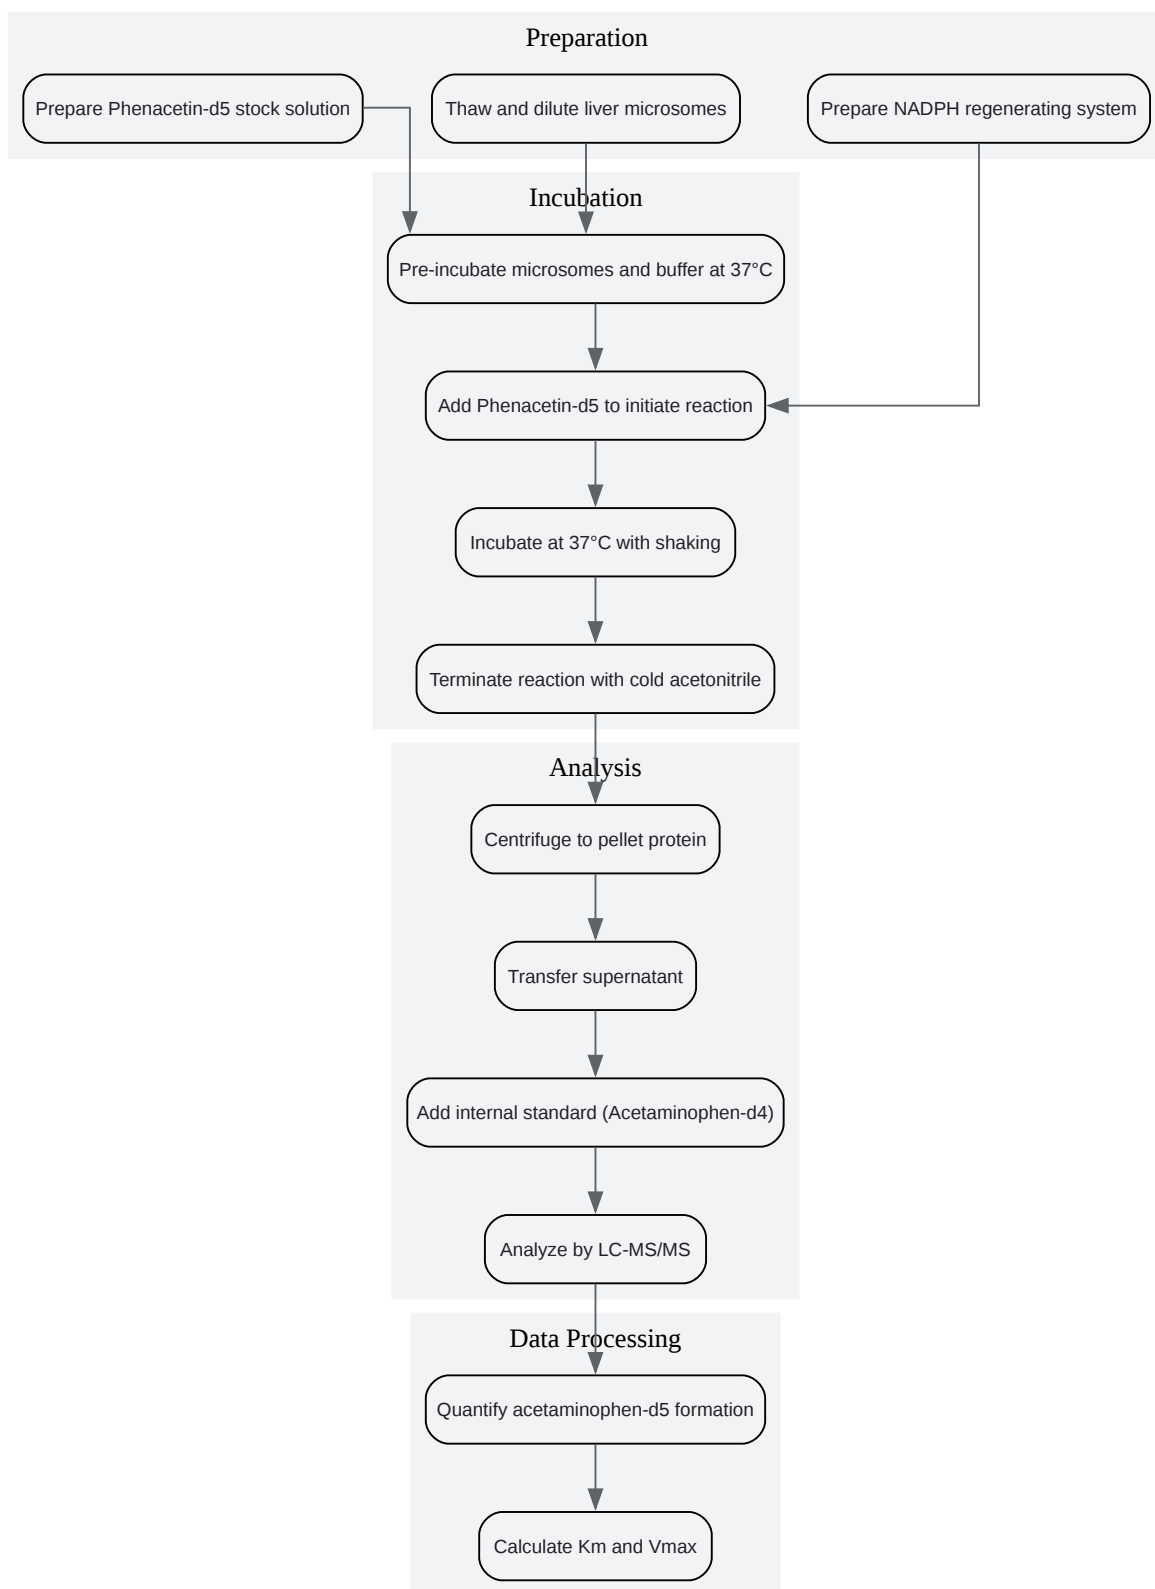 Preparation
Prepare Phenacetin-d5 stock solution
Thaw and dilute liver microsomes
Prepare NADPH regenerating system
Incubation
Pre-incubate microsomes and buffer at 37°C
Add Phenacetin-d5 to initiate reaction
Incubate at 37°C with shaking
Terminate reaction with cold acetonitrile
Analysis
Centrifuge to pellet protein
Transfer supernatant
Add internal standard (Acetaminophen-d4)
Analyze by LC-MS/MS
Data Processing
Quantify acetaminophen-d5 formation
Calculate Km and Vmax